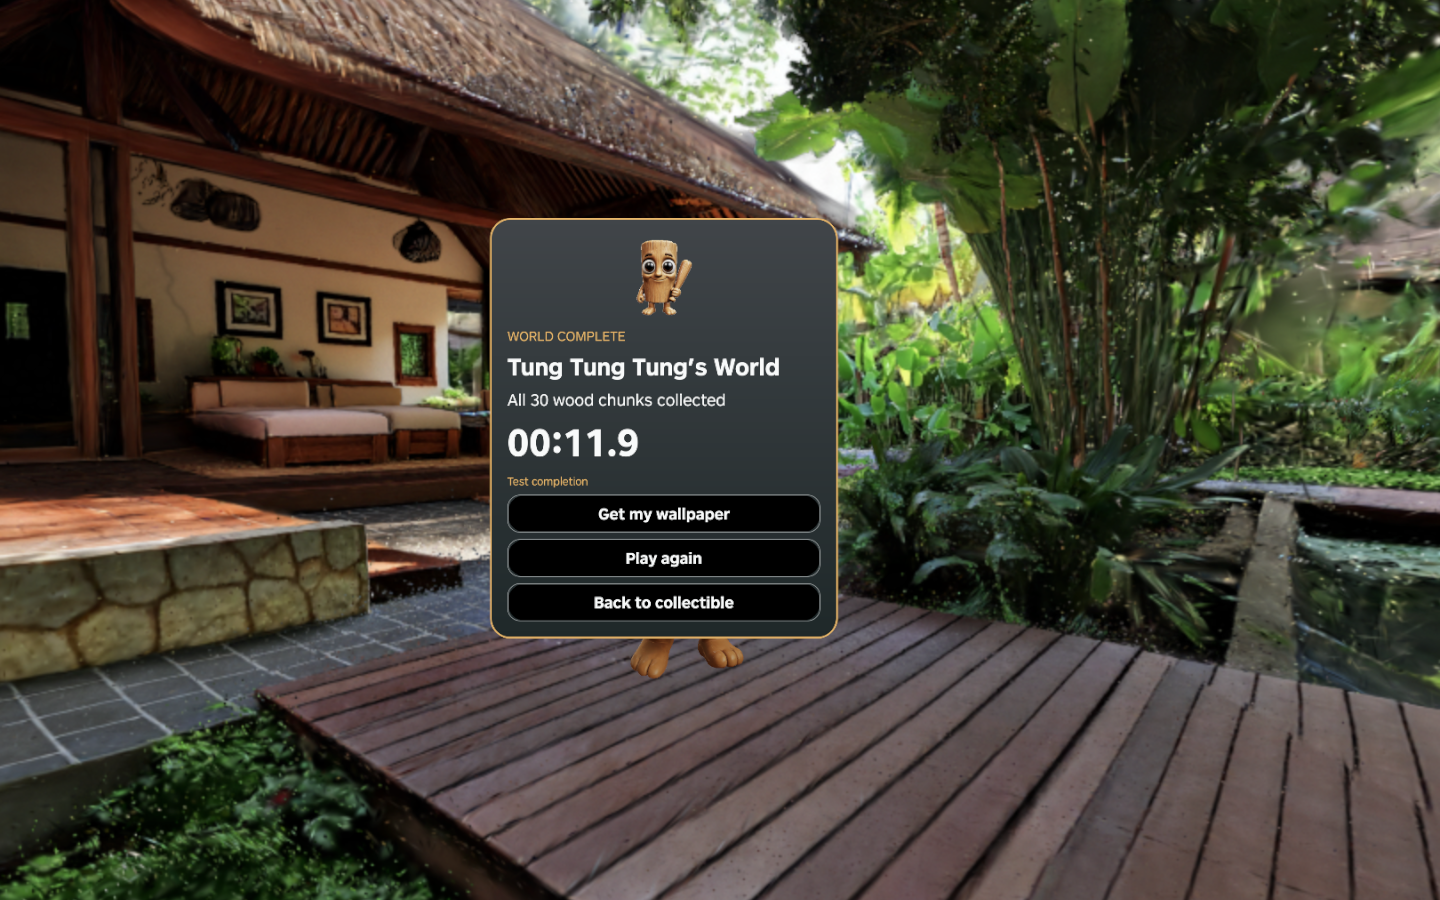 WORLD COMPLETE
Tung Tung Tung's World
All 30 wood chunks collected
00:11.9
Test completion
Get my wallpaper
Play again
Back to collectible